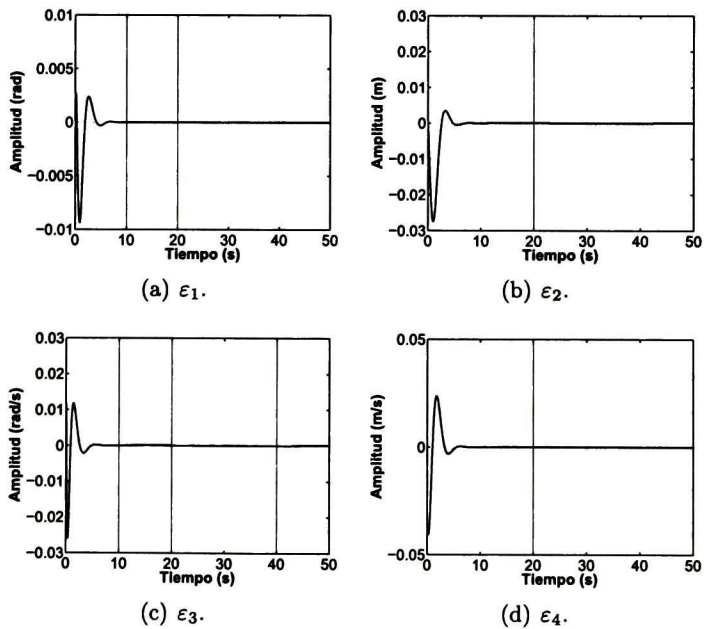 0.01
0.005
0
−0.005
−0.01
Amplitud (rad)
0 10 20 30 40 50
Tiempo (s)
(a) ε₁.
0.03
0.02
0.01
0
−0.01
−0.02
−0.03
Amplitud (m)
0 10 20 30 40 50
Tiempo (s)
(b) ε₂.
0.03
0.02
0.01
0
−0.01
−0.02
−0.03
Amplitud (rad/s)
0 10 20 30 40 50
Tiempo (s)
(c) ε₃.
0.05
0
−0.05
Amplitud (m/s)
0 10 20 30 40 50
Tiempo (s)
(d) ε₄.